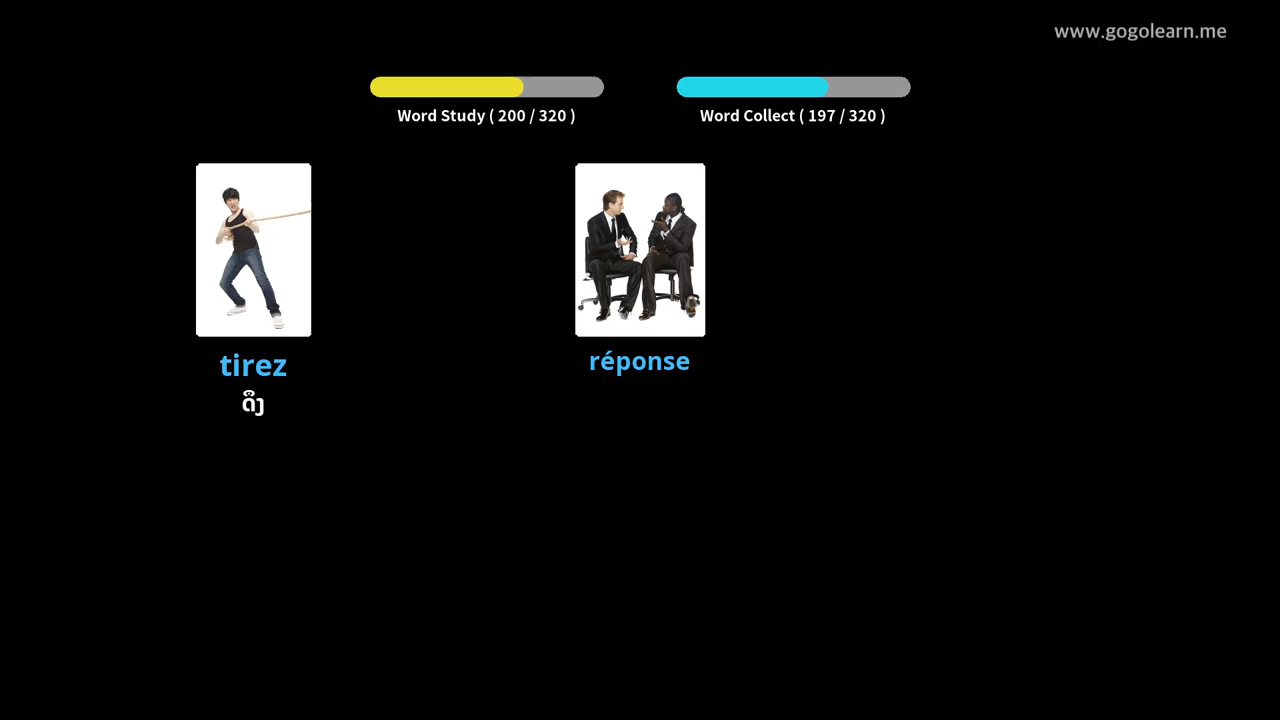 www.gogolearn.me
Word Study ( 200 / 320 )
Word Collect ( 197 / 320 )
tirez
réponse
ດຶງ